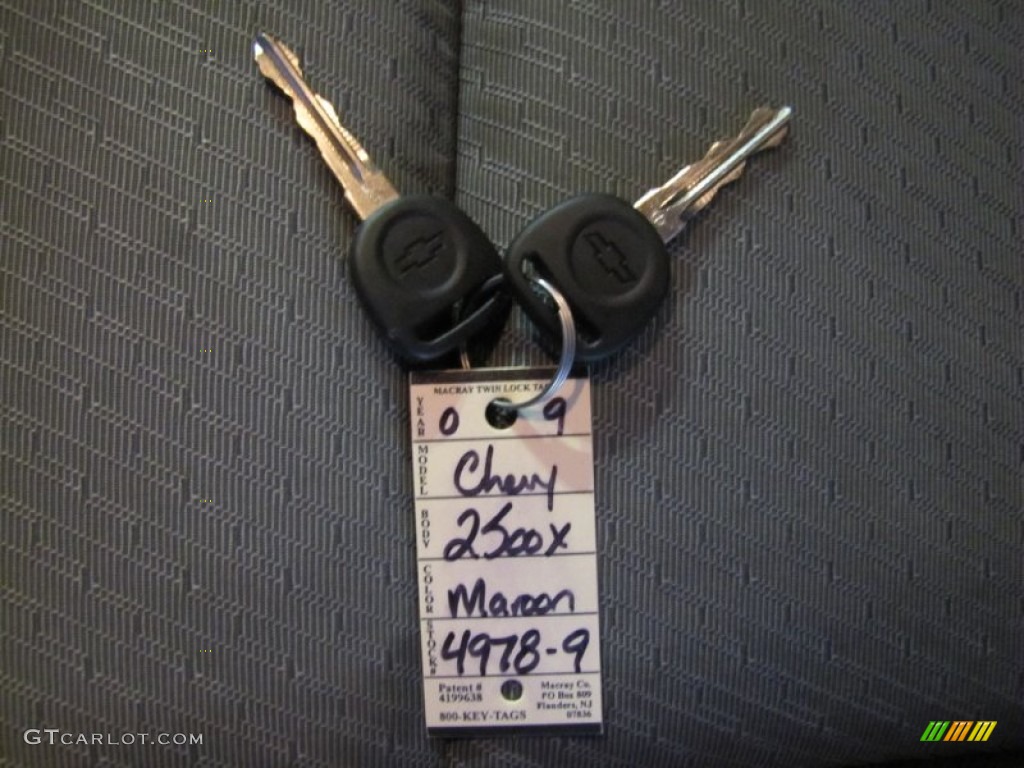 MACRAY TWIN LOCK TA
YEAR 0 9
MODEL Chevy
BODY 2500X
COLOR Maroon
STOCK# 4978-9
Patent #
4199638
800-KEY-TAGS
Macray Co.
PO Box 809
Flanders, NJ
07836
GTCARLOT.COM